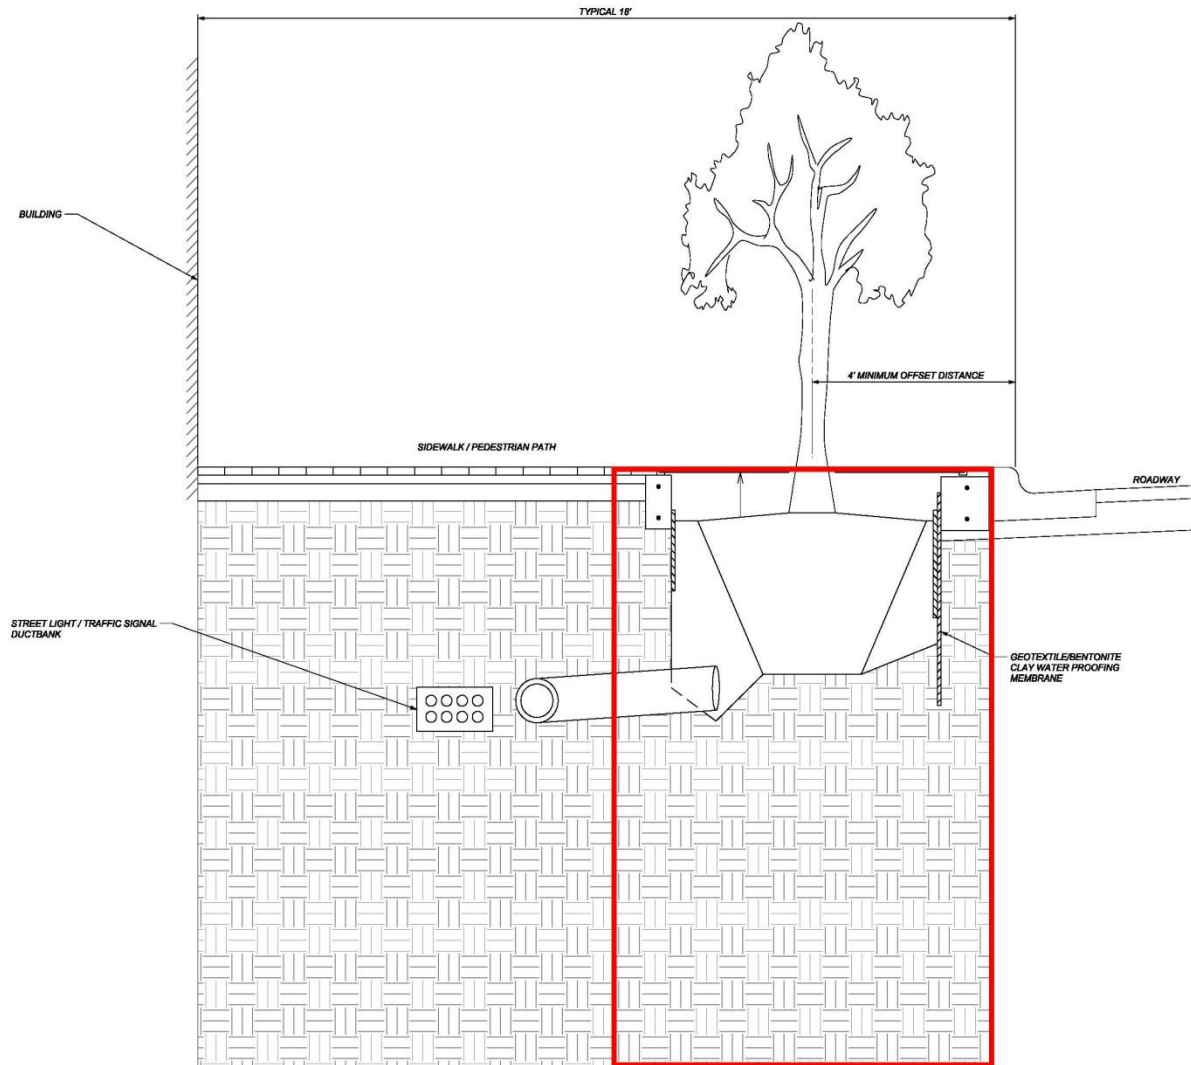 TYPICAL 16'
BUILDING
4' MINIMUM OFFSET DISTANCE
SIDEWALK / PEDESTRIAN PATH
ROADWAY
STREET LIGHT / TRAFFIC SIGNAL
DUCTBANK
GEOTEXTILE/BENTONITE
CLAY WATER PROOFING
MEMBRANE